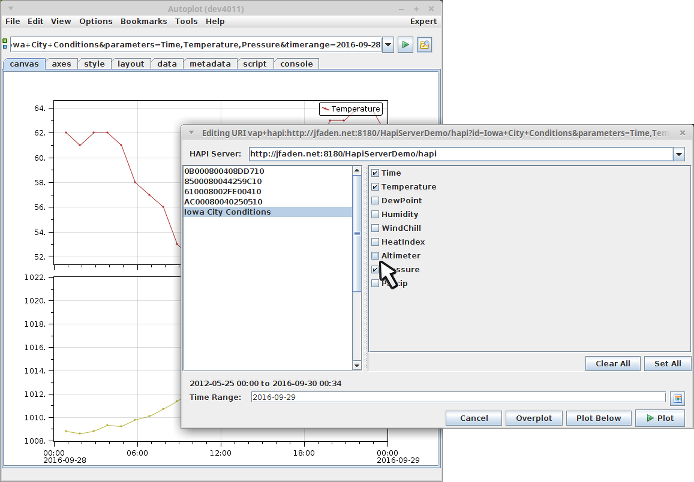 Autoplot (dev4011)
File Edit View Options Bookmarks Tools Help Expert
wa+City+Conditions&parameters=Time,Temperature,Pressure&timerange=2016-09-28
canvas axes style layout data metadata script console
64.
62.
60.
58.
56.
54.
52.
Temperature
1022.
1020.
1018.
1016.
1014.
1012.
1010.
1008.
00:00 06:00 12:00 18:00 00:00
2016-09-28 2016-09-29
Editing URI vap+hapi:http://jfaden.net:8180/HapiServerDemo/hapi?id=Iowa+City+Conditions&parameters=Time,Tem
HAPI Server: http://jfaden.net:8180/HapiServerDemo/hapi
0B000800408DD710
8500080044259C10
610008002FE00410
AC00080040250510
Iowa City Conditions
Time
Temperature
DewPoint
Humidity
WindChill
HeatIndex
Altimeter
Clear All Set All
2012-05-25 00:00 to 2016-09-30 00:34
Time Range: 2016-09-29
Cancel Overplot Plot Below Plot